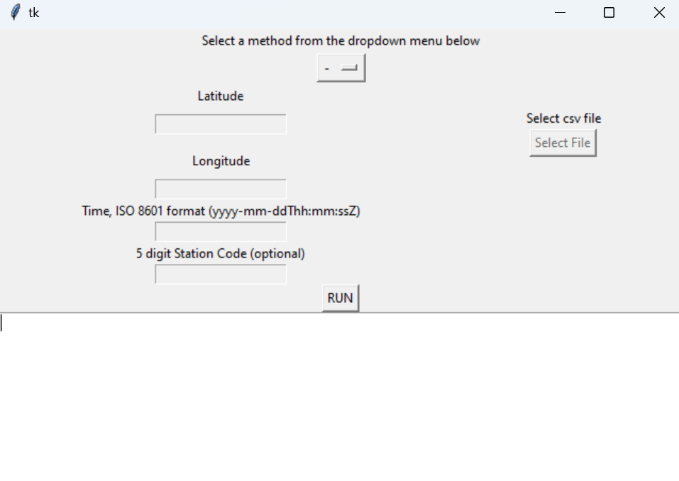 tk
Select a method from the dropdown menu below
-
Latitude
Select csv file
Select File
Longitude
Time, ISO 8601 format (yyyy-mm-ddThh:mm:ssZ)
5 digit Station Code (optional)
RUN